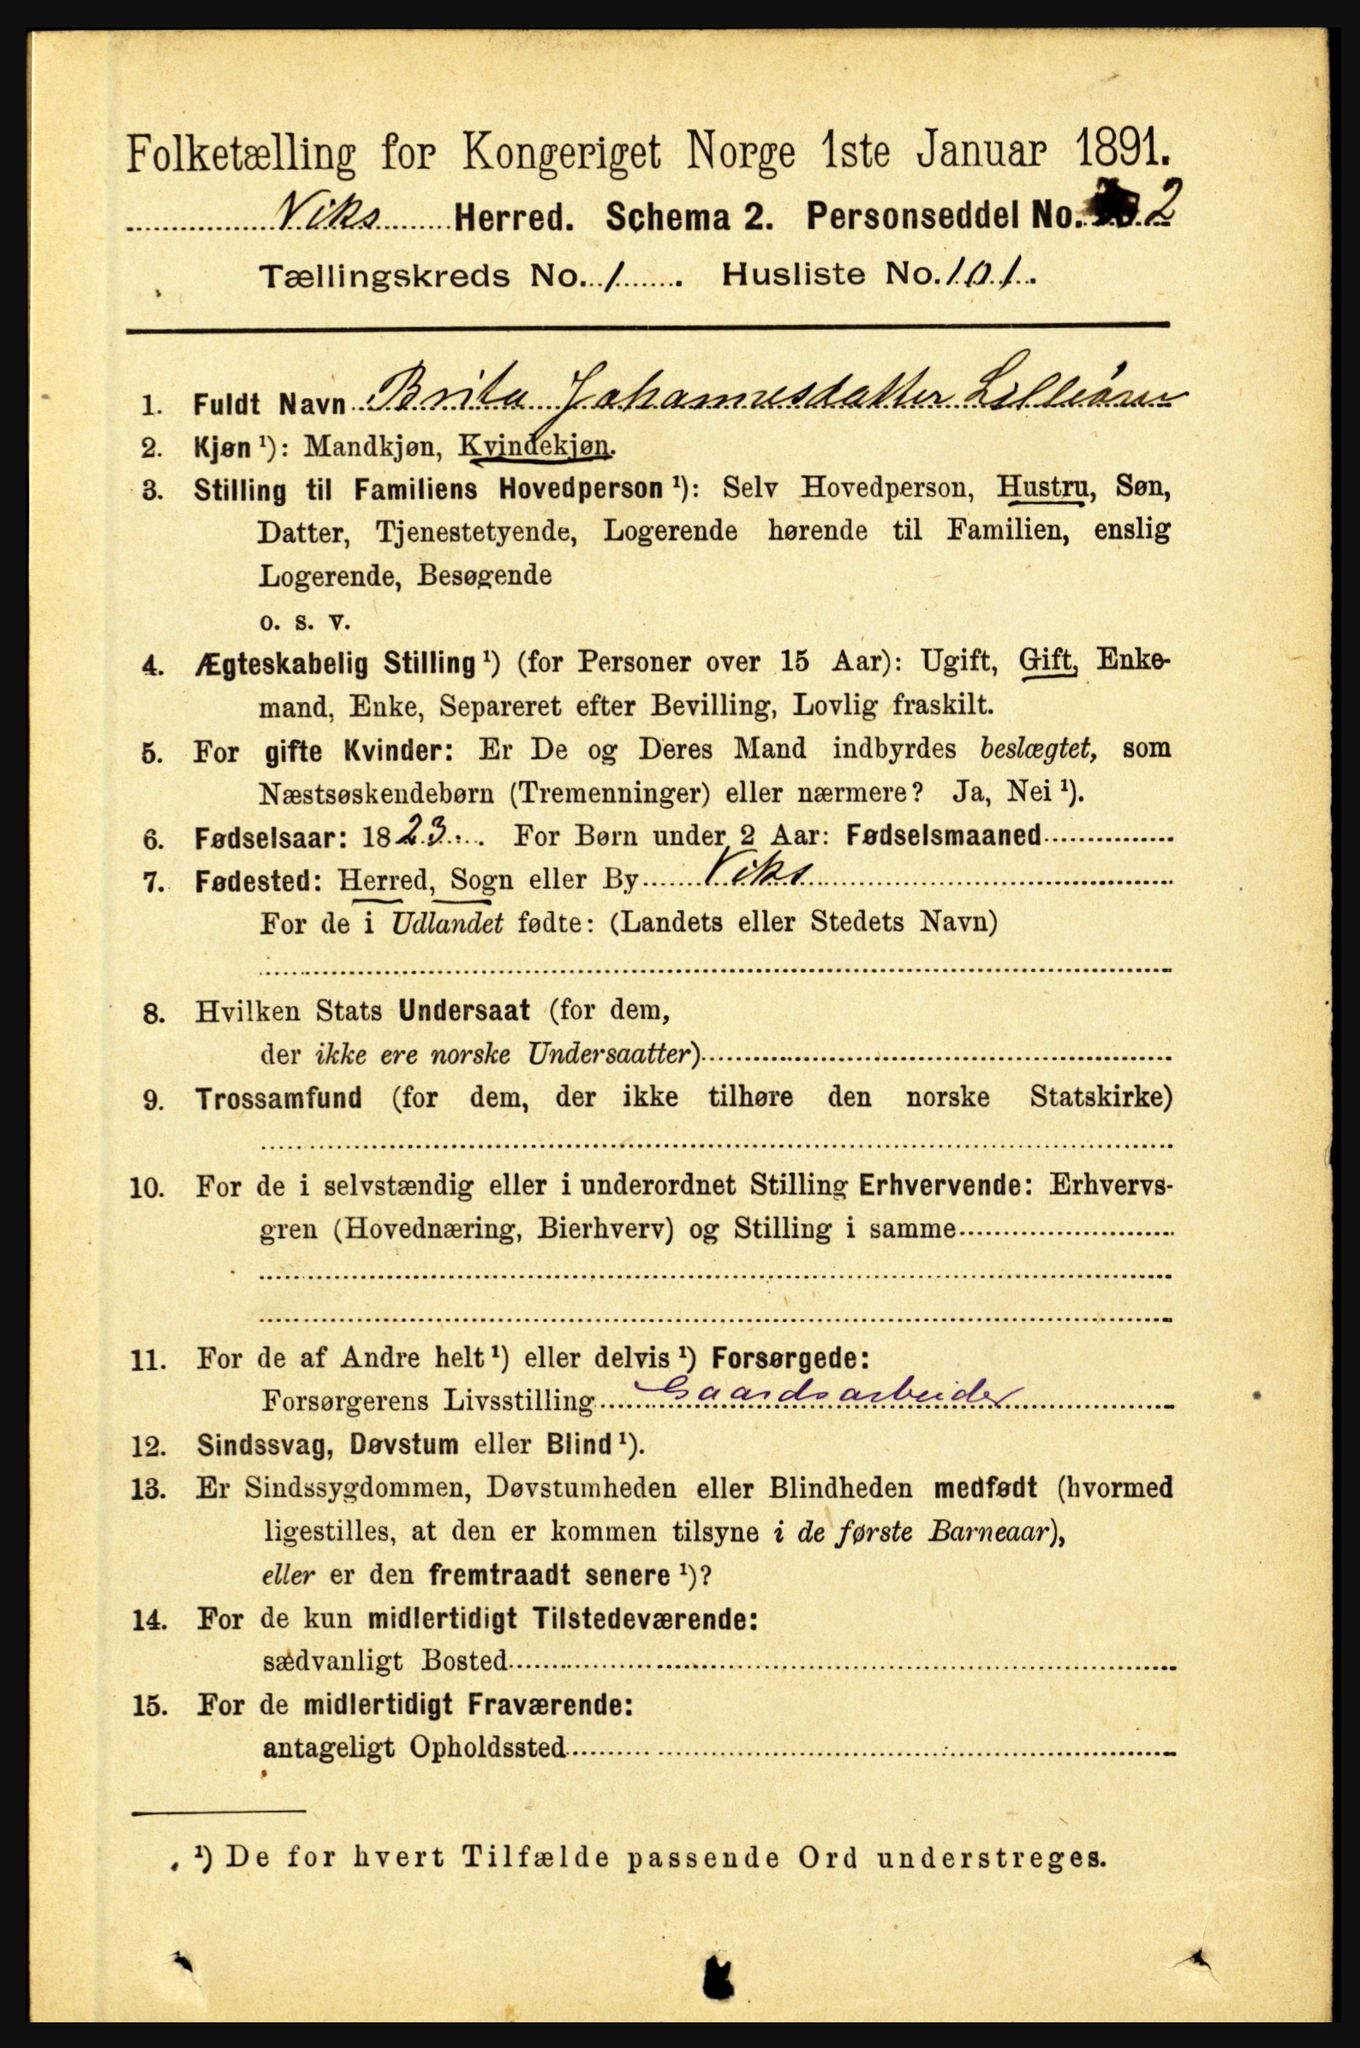 Folketælling for Kongeriget Norge 1ste Januar 1891.
Viks Herred. Schema 2. Personseddel No. 2
Tællingskreds No. 1. Husliste No. 101.
1. Fuldt Navn Brita Johannesdatter
2. Kjøn ¹): Mandkjøn, Kvindekjøn.
3. Stilling til Familiens Hovedperson ¹): Selv Hovedperson, Hustru, Søn,
Datter, Tjenestetyende, Logerende hørende til Familien, enslig
Logerende, Besøgende
o. s. v.
4. Ægteskabelig Stilling ¹) (for Personer over 15 Aar): Ugift, Gift, Enke-
mand, Enke, Separeret efter Bevilling, Lovlig fraskilt.
5. For gifte Kvinder: Er De og Deres Mand indbyrdes beslægtet, som
Næstsøskendebørn (Tremenninger) eller nærmere? Ja, Nei ¹).
6. Fødselsaar: 1823. For Børn under 2 Aar: Fødselsmaaned
7. Fødested: Herred, Sogn eller By Viks
For de i Udlandet fødte: (Landets eller Stedets Navn)
8. Hvilken Stats Undersaat (for dem,
der ikke ere norske Undersaatter)
9. Trossamfund (for dem, der ikke tilhøre den norske Statskirke)
10. For de i selvstændig eller i underordnet Stilling Erhvervende: Erhvervs-
gren (Hovednæring, Bierhverv) og Stilling i samme
11. For de af Andre helt ¹) eller delvis ¹) Forsørgede:
Forsørgerens Livsstilling Gaardsarbeider
12. Sindssvag, Døvstum eller Blind ¹).
13. Er Sindssygdommen, Døvstumheden eller Blindheden medfødt (hvormed
ligestilles, at den er kommen tilsyne i de første Barneaar),
eller er den fremtraadt senere ¹)?
14. For de kun midlertidigt Tilstedeværende:
sædvanligt Bosted
15. For de midlertidigt Fraværende:
antageligt Opholdssted
¹) De for hvert Tilfælde passende Ord understreges.